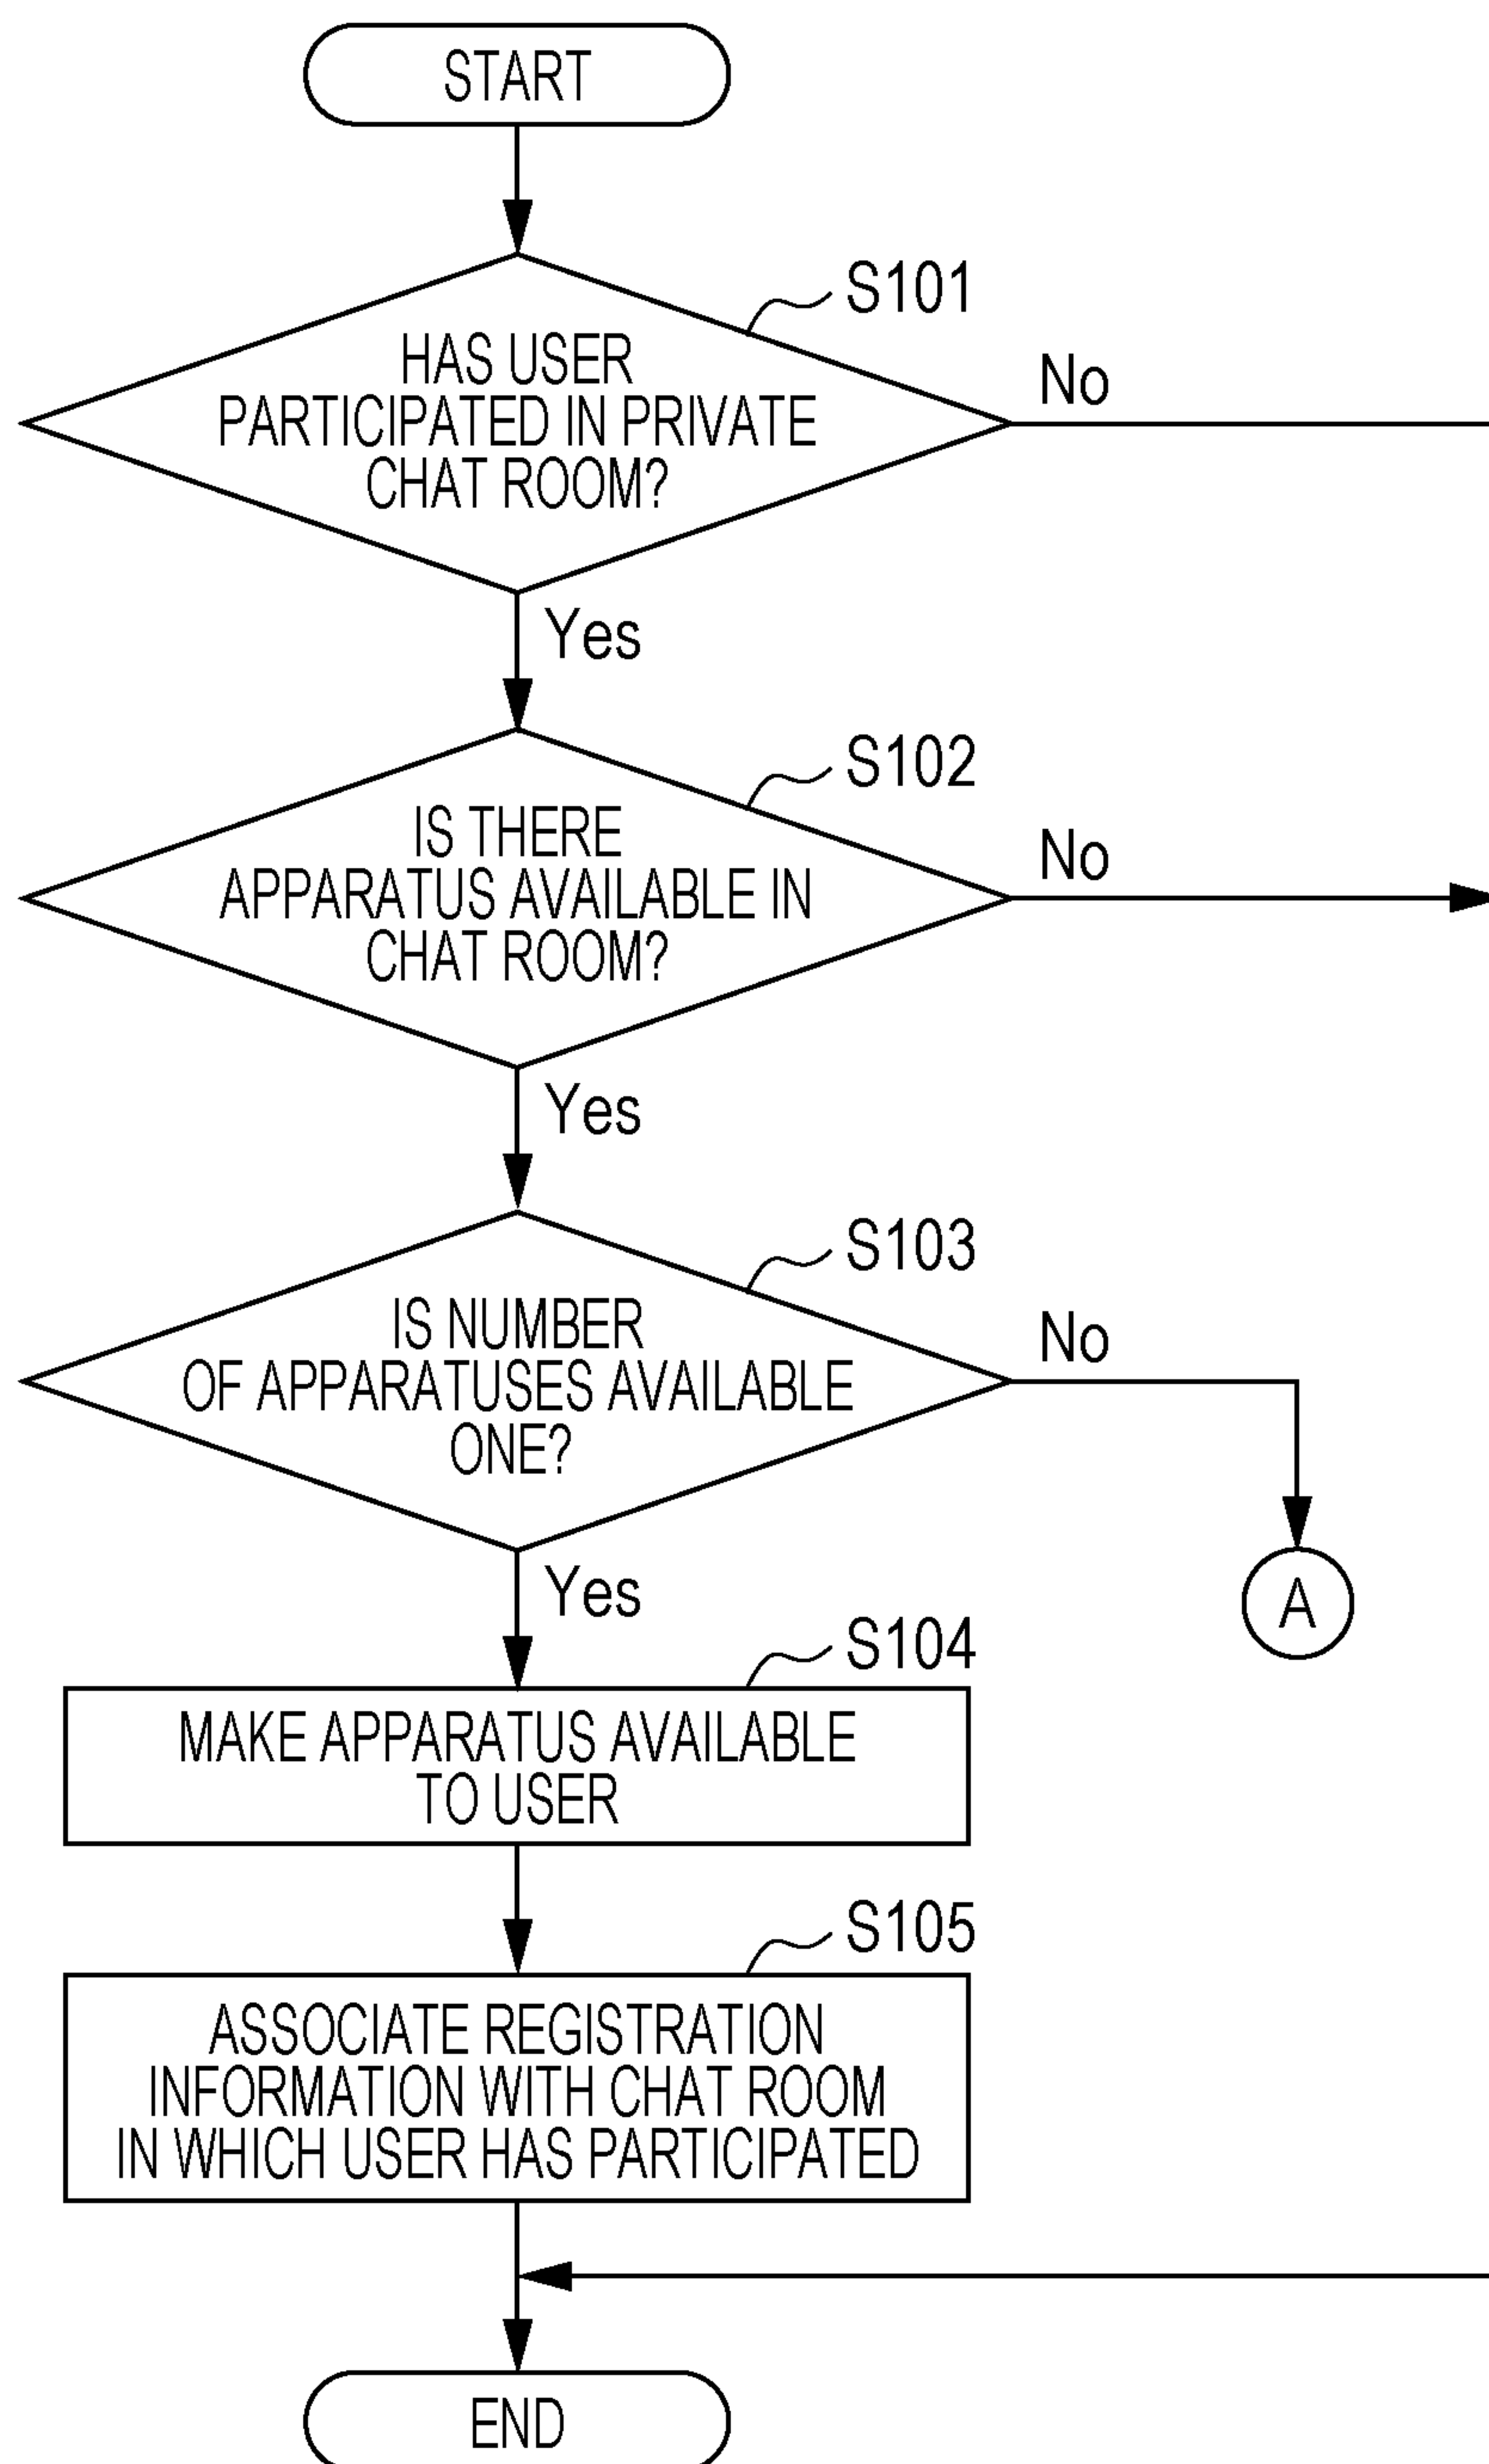 START
S101
HAS USER
PARTICIPATED IN PRIVATE
CHAT ROOM?
No
Yes
S102
IS THERE
APPARATUS AVAILABLE IN
CHAT ROOM?
No
Yes
S103
IS NUMBER
OF APPARATUSES AVAILABLE
ONE?
No
A
Yes
S104
MAKE APPARATUS AVAILABLE
TO USER
S105
ASSOCIATE REGISTRATION
INFORMATION WITH CHAT ROOM
IN WHICH USER HAS PARTICIPATED
END